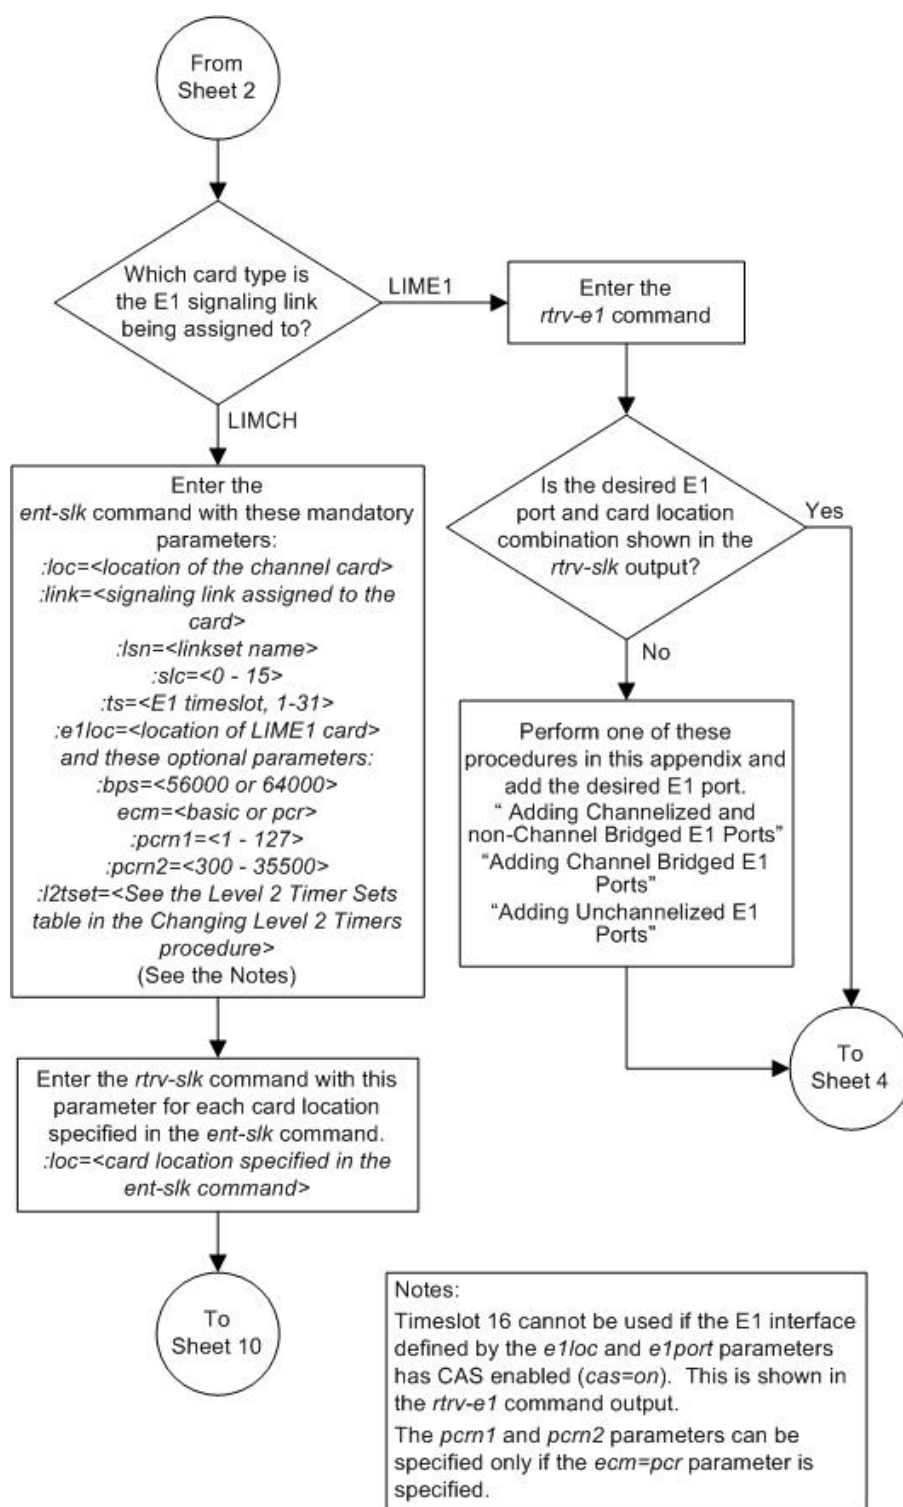 From
Sheet 2
Which card type is
the E1 signaling link
being assigned to?
LIME1
Enter the
rtrv-e1 command
LIMCH
Enter the
ent-slk command with these mandatory
parameters:
:loc=<location of the channel card>
:link=<signaling link assigned to the
card>
:lsn=<linkset name>
:slc=<0 - 15>
:ts=<E1 timeslot, 1-31>
:e1loc=<location of LIME1 card>
and these optional parameters:
:bps=<56000 or 64000>
ecm=<basic or pcr>
:pcrn1=<1 - 127>
:pcrn2=<300 - 35500>
:l2tset=<See the Level 2 Timer Sets
table in the Changing Level 2 Timers
procedure>
(See the Notes)
Is the desired E1
port and card location
combination shown in the
rtrv-slk output?
Yes
No
Perform one of these
procedures in this appendix and
add the desired E1 port.
“ Adding Channelized and
non-Channel Bridged E1 Ports”
“Adding Channel Bridged E1
Ports”
“Adding Unchannelized E1
Ports”
To
Sheet 4
Enter the rtrv-slk command with this
parameter for each card location
specified in the ent-slk command.
:loc=<card location specified in the
ent-slk command>
To
Sheet 10
Notes:
Timeslot 16 cannot be used if the E1 interface
defined by the e1loc and e1port parameters
has CAS enabled (cas=on).  This is shown in
the rtrv-e1 command output.
The pcrn1 and pcrn2 parameters can be
specified only if the ecm=pcr parameter is
specified.